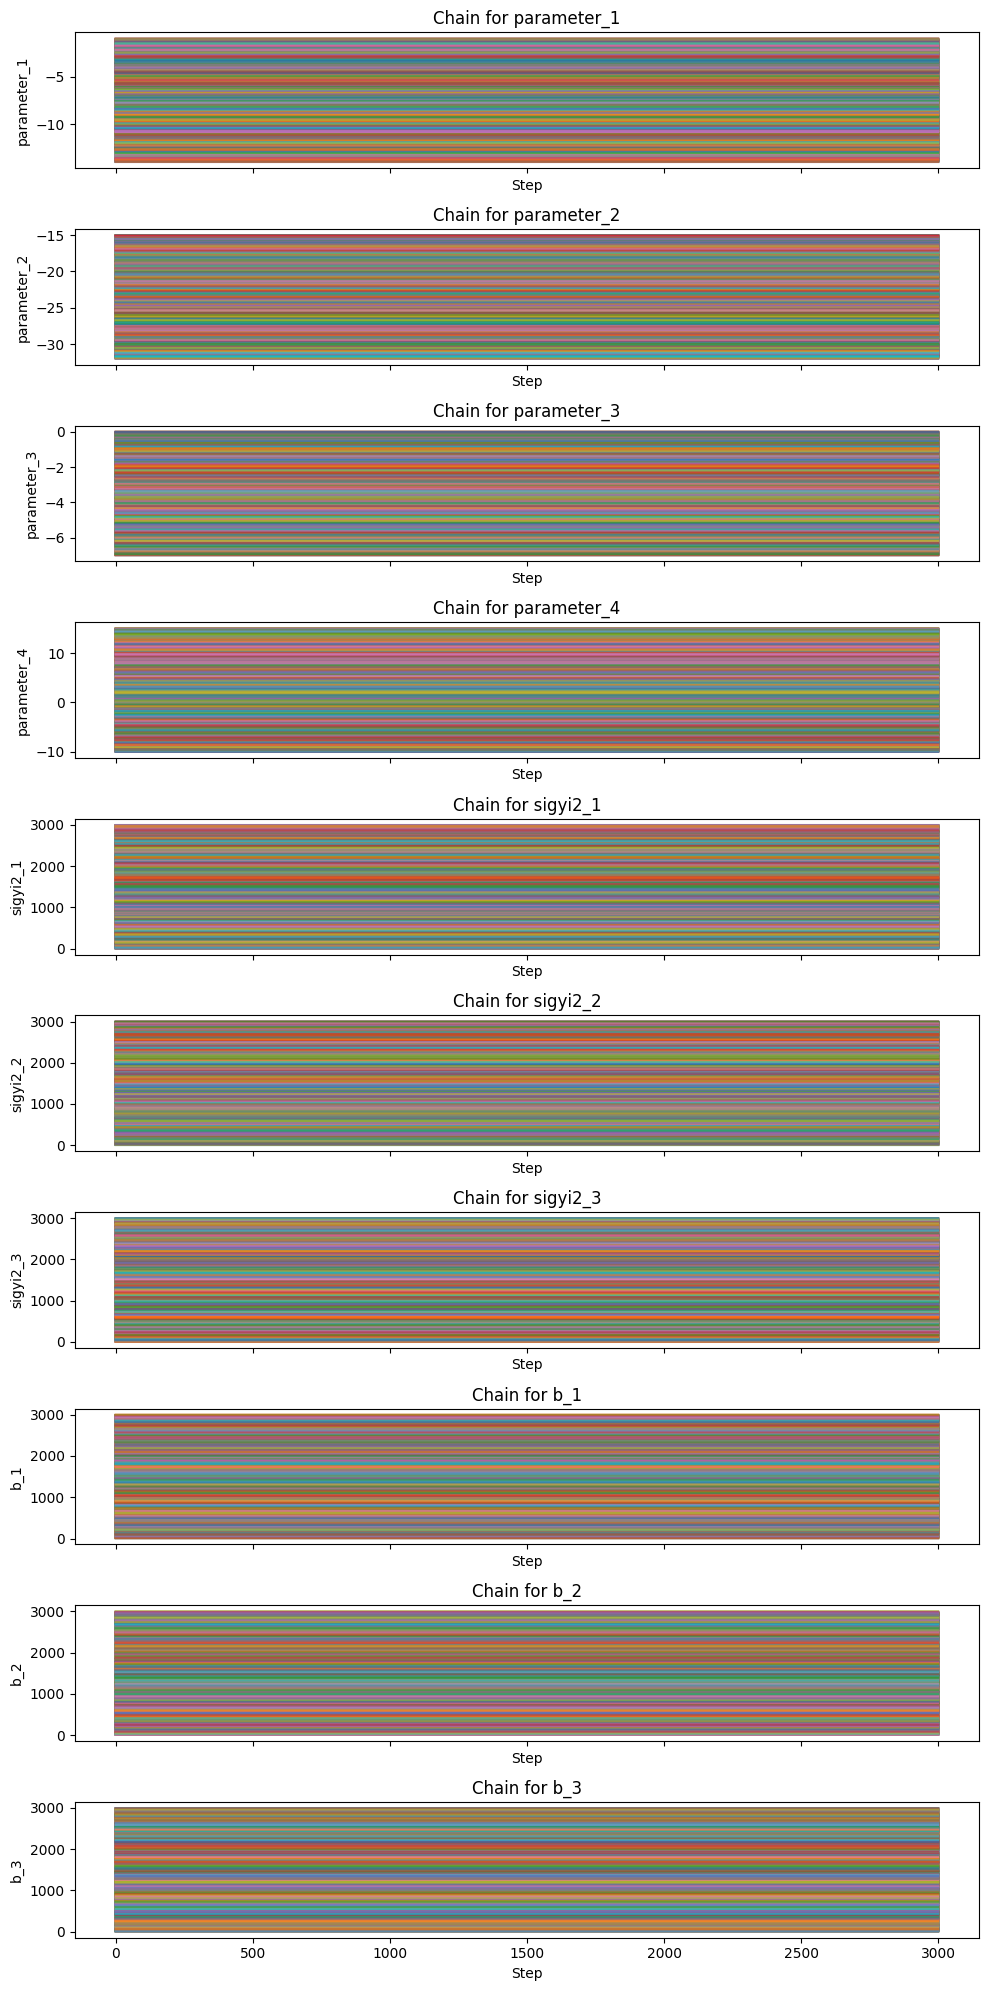 Chain for parameter_1
parameter_1
−5
−10
Step
Chain for parameter_2
parameter_2
−15
−20
−25
−30
Step
Chain for parameter_3
parameter_3
0
−2
−4
−6
Step
Chain for parameter_4
parameter_4
10
0
−10
Step
Chain for sigyi2_1
sigyi2_1
3000
2000
1000
0
Step
Chain for sigyi2_2
sigyi2_2
3000
2000
1000
0
Step
Chain for sigyi2_3
sigyi2_3
3000
2000
1000
0
Step
Chain for b_1
b_1
3000
2000
1000
0
Step
Chain for b_2
b_2
3000
2000
1000
0
Step
Chain for b_3
b_3
3000
2000
1000
0
0 500 1000 1500 2000 2500 3000
Step